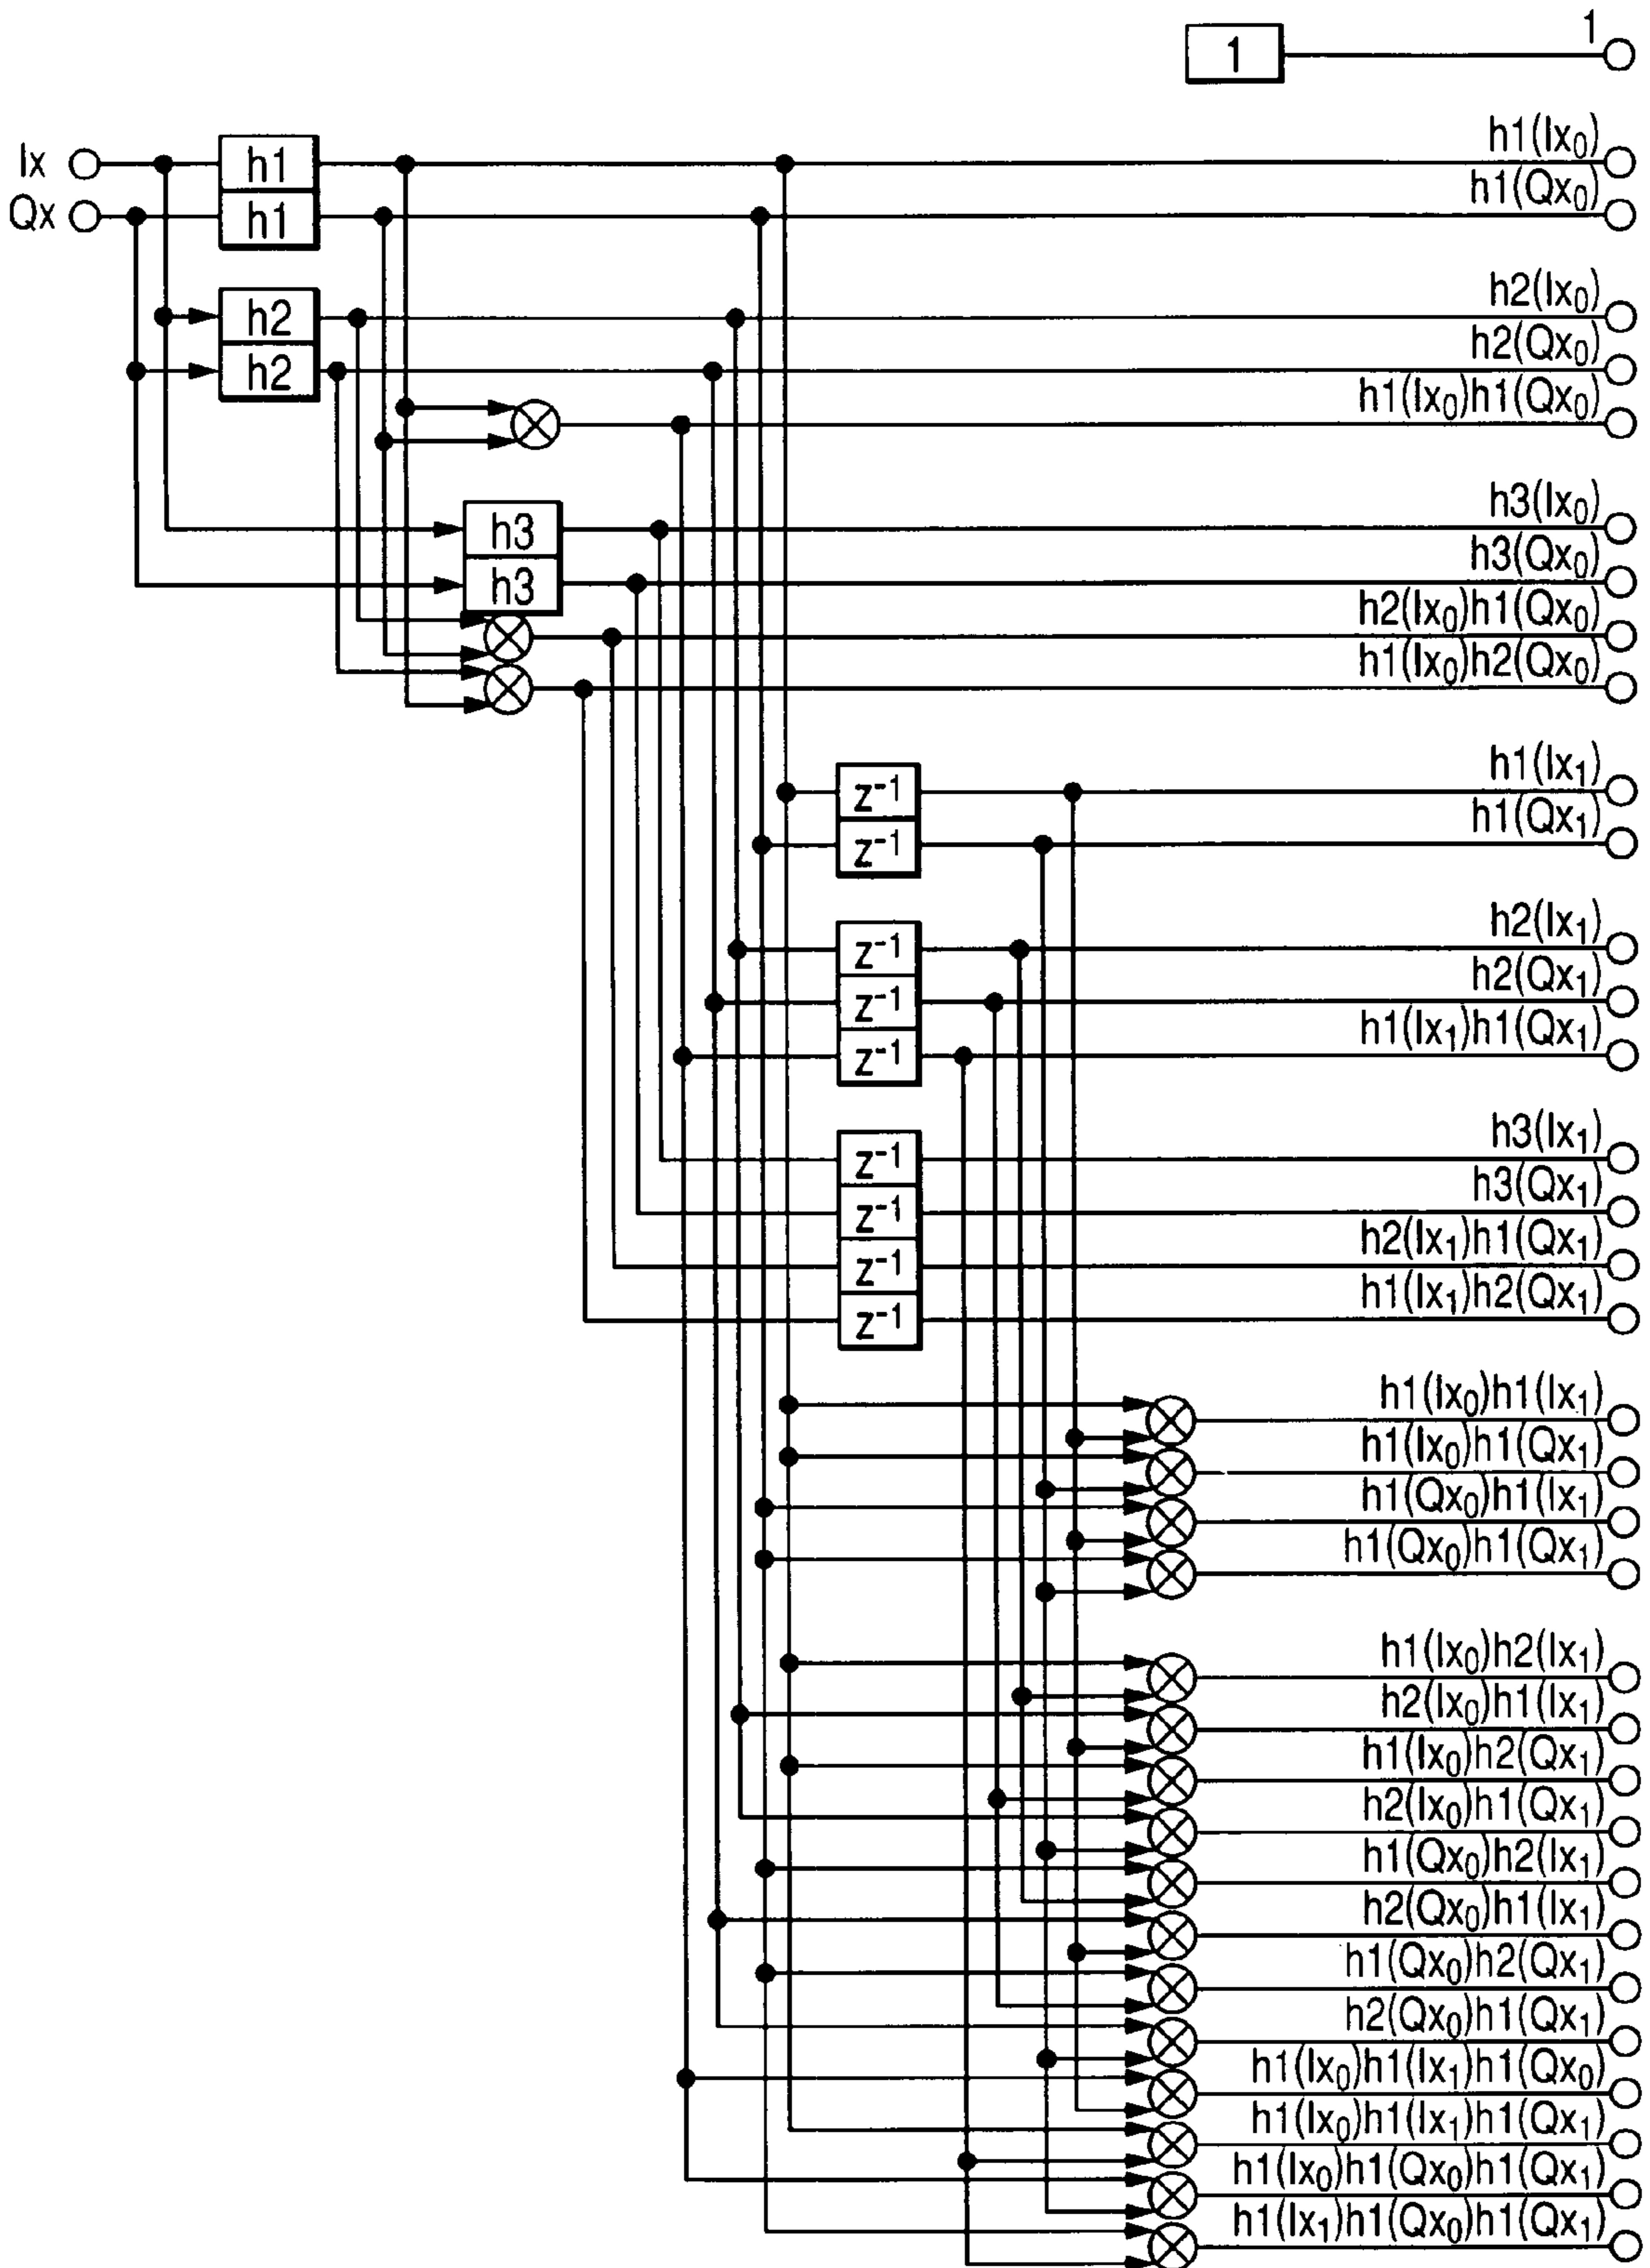 1
1
Ix
h1
h1(Ix₀)
Qx
h1
h1(Qx₀)
h2
h2(Ix₀)
h2
h2(Qx₀)
h1(Ix₀)h1(Qx₀)
h3
h3(Ix₀)
h3
h3(Qx₀)
h2(Ix₀)h1(Qx₀)
h1(Ix₀)h2(Qx₀)
z⁻¹
h1(Ix₁)
z⁻¹
h1(Qx₁)
z⁻¹
h2(Ix₁)
z⁻¹
h2(Qx₁)
z⁻¹
h1(Ix₁)h1(Qx₁)
z⁻¹
h3(Ix₁)
z⁻¹
h3(Qx₁)
z⁻¹
h2(Ix₁)h1(Qx₁)
z⁻¹
h1(Ix₁)h2(Qx₁)
h1(Ix₀)h1(Ix₁)
h1(Ix₀)h1(Qx₁)
h1(Qx₀)h1(Ix₁)
h1(Qx₀)h1(Qx₁)
h1(Ix₀)h2(Ix₁)
h2(Ix₀)h1(Ix₁)
h1(Ix₀)h2(Qx₁)
h2(Ix₀)h1(Qx₁)
h1(Qx₀)h2(Ix₁)
h2(Qx₀)h1(Ix₁)
h1(Qx₀)h2(Qx₁)
h2(Qx₀)h1(Qx₁)
h1(Ix₀)h1(Ix₁)h1(Qx₀)
h1(Ix₀)h1(Ix₁)h1(Qx₁)
h1(Ix₀)h1(Qx₀)h1(Qx₁)
h1(Ix₁)h1(Qx₀)h1(Qx₁)